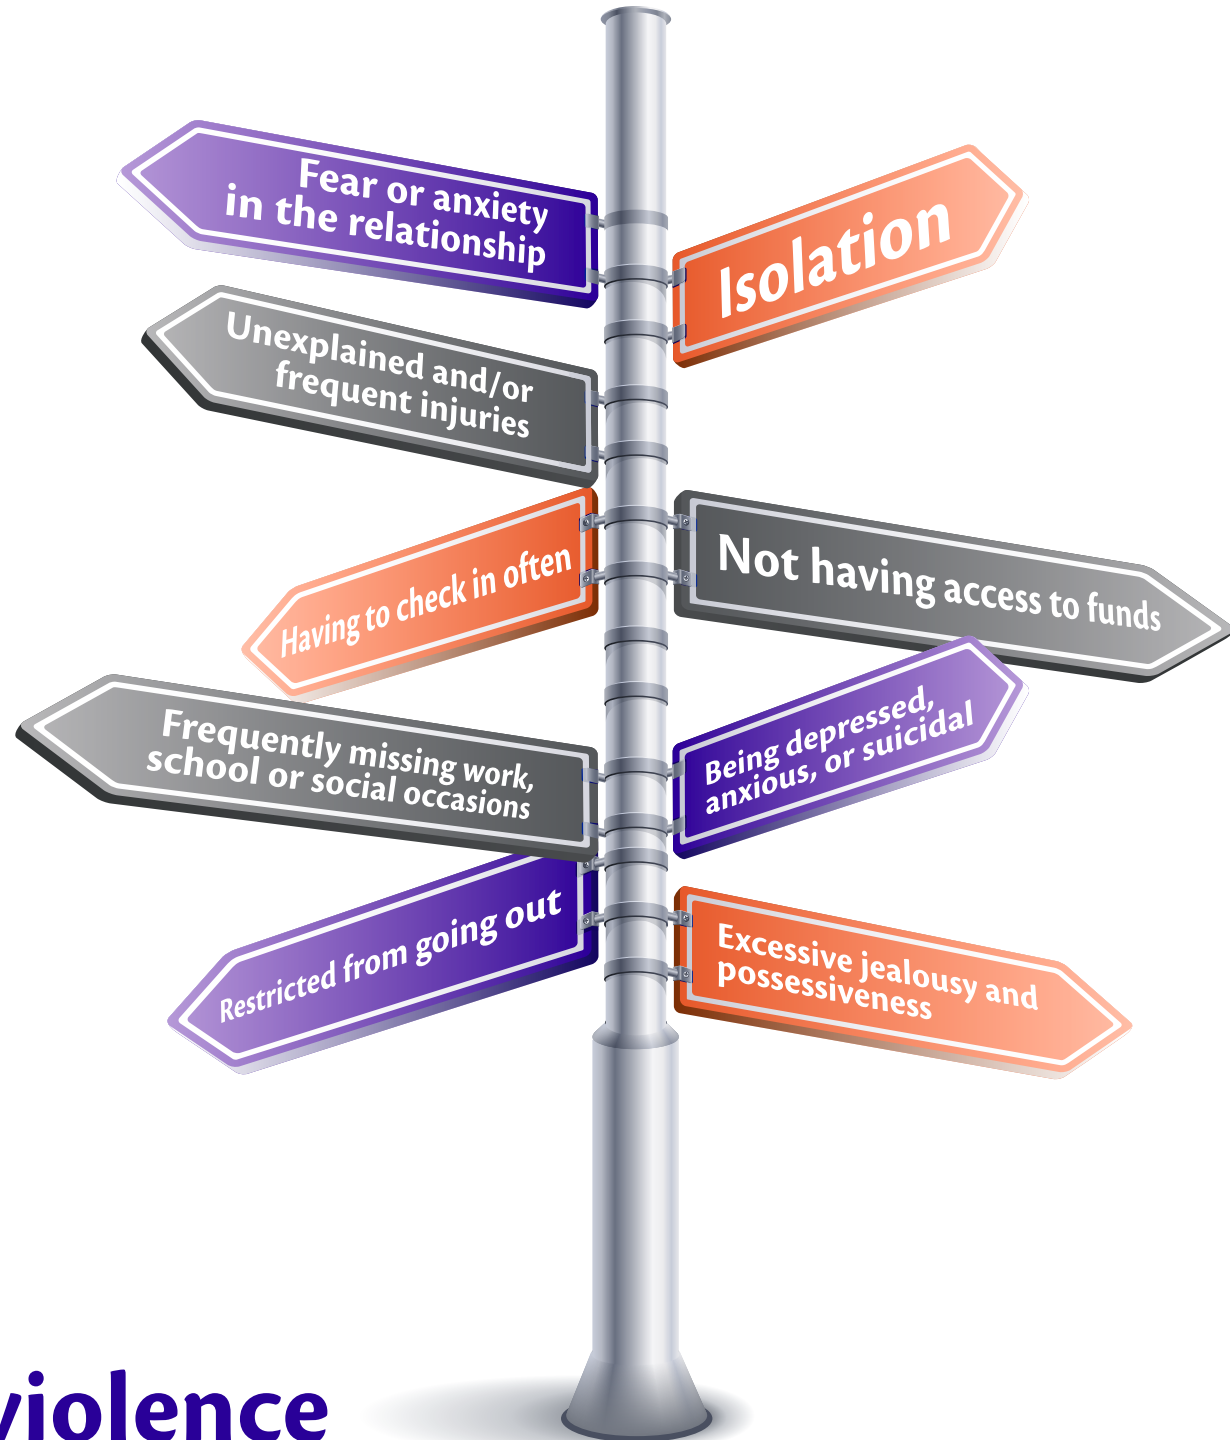 Fear or anxiety
in the relationship
Isolation
Unexplained and/or
frequent injuries
Having to check in often
Not having access to funds
Frequently missing work,
school or social occasions
Being depressed,
anxious, or suicidal
Restricted from going out
Excessive jealousy and
possessiveness
violence